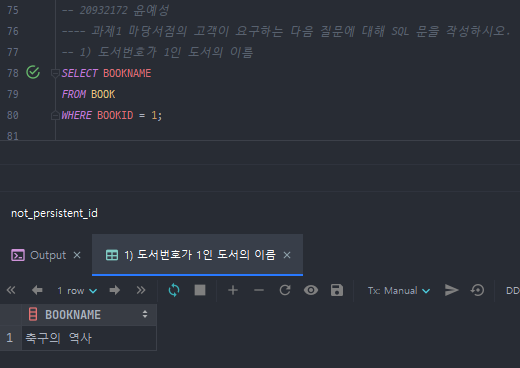 75 -- 20932172 윤예성
76 ---- 과제1 마당서점의 고객이 요구하는 다음 질문에 대해 SQL 문을 작성하시오.
77 -- 1) 도서번호가 1인 도서의 이름
78 SELECT BOOKNAME
79 FROM BOOK
80 WHERE BOOKID = 1;
81
not_persistent_id
Output × 1) 도서번호가 1인 도서의 이름 ×
1 row Tx: Manual DD
BOOKNAME
1 축구의 역사